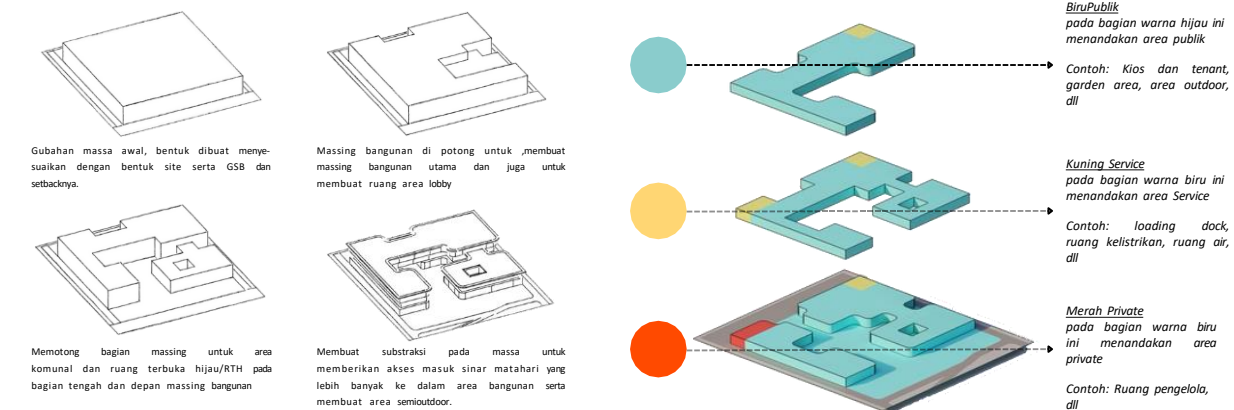 Gubahan massa awal, bentuk dibuat menye-
suaikan dengan bentuk site serta GSB dan
setbacknya.
Massing bangunan di potong untuk ,membuat
massing bangunan utama dan juga untuk
membuat ruang area lobby
Memotong bagian massing untuk area
komunal dan ruang terbuka hijau/RTH pada
bagian tengah dan depan massing bangunan
Membuat substraksi pada massa untuk
memberikan akses masuk sinar matahari yang
lebih banyak ke dalam area bangunan serta
membuat area semioutdoor.
BiruPublik
pada bagian warna hijau ini
menandakan area publik
Contoh: Kios dan tenant,
garden area, area outdoor,
dll
Kuning Service
pada bagian warna biru ini
menandakan area Service
Contoh: loading dock,
ruang kelistrikan, ruang air,
dll
Merah Private
pada bagian warna biru
ini menandakan area
private
Contoh: Ruang pengelola,
dll